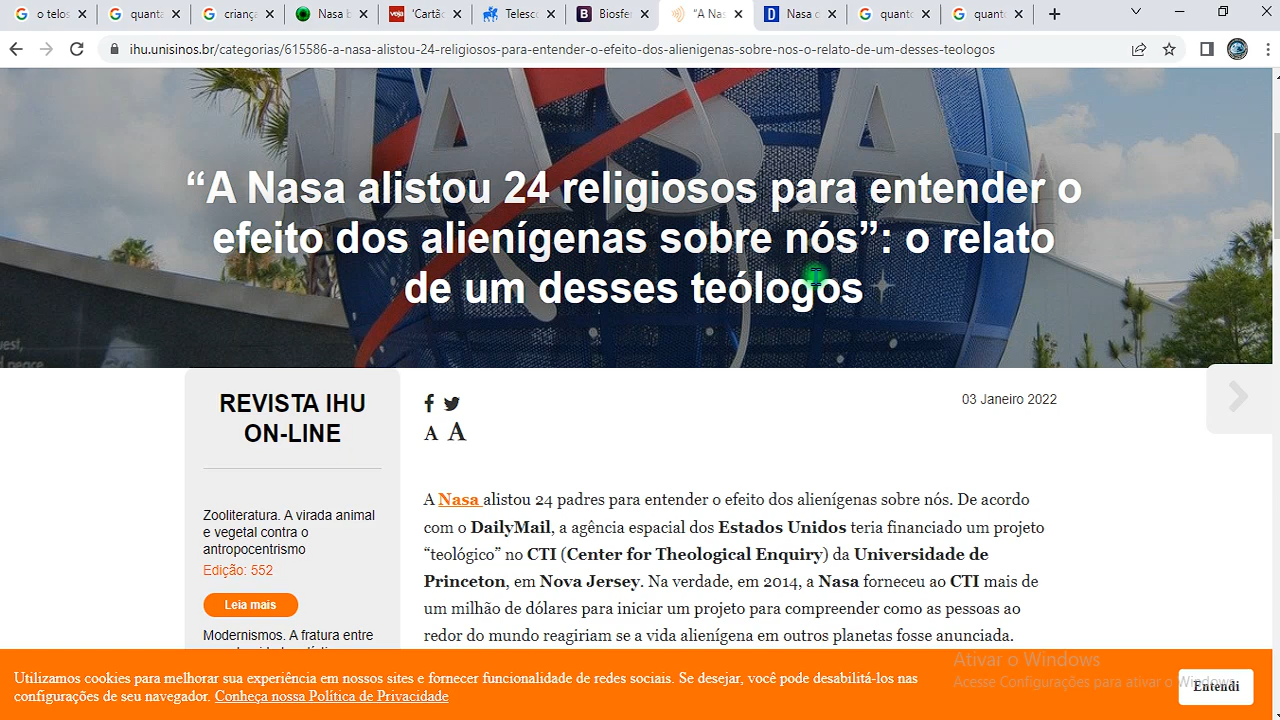 o telos
quanta
criança
Nasa b
veja 'Cartã
Telesco
B Biosfe
“A Nas
D Nasa c
quanto
quanta
ihu.unisinos.br/categorias/615586-a-nasa-alistou-24-religiosos-para-entender-o-efeito-dos-alienigenas-sobre-nos-o-relato-de-um-desses-teologos
NASA
“A Nasa alistou 24 religiosos para entender o
efeito dos alienígenas sobre nós”: o relato
de um desses teólogos
REVISTA IHU
ON-LINE
A A
03 Janeiro 2022
Zooliteratura. A virada animal
e vegetal contra o
antropocentrismo
Edição: 552
Leia mais
Modernismos. A fratura entre
A Nasa alistou 24 padres para entender o efeito dos alienígenas sobre nós. De acordo
com o DailyMail, a agência espacial dos Estados Unidos teria financiado um projeto
“teológico” no CTI (Center for Theological Enquiry) da Universidade de
Princeton, em Nova Jersey. Na verdade, em 2014, a Nasa forneceu ao CTI mais de
um milhão de dólares para iniciar um projeto para compreender como as pessoas ao
redor do mundo reagiriam se a vida alienígena em outros planetas fosse anunciada.
Utilizamos cookies para melhorar sua experiência em nossos sites e fornecer funcionalidade de redes sociais. Se desejar, você pode desabilitá-los nas
configurações de seu navegador. Conheça nossa Política de Privacidade
Entendi
Ativar o Windows
Acesse Configurações para ativar o Windows.